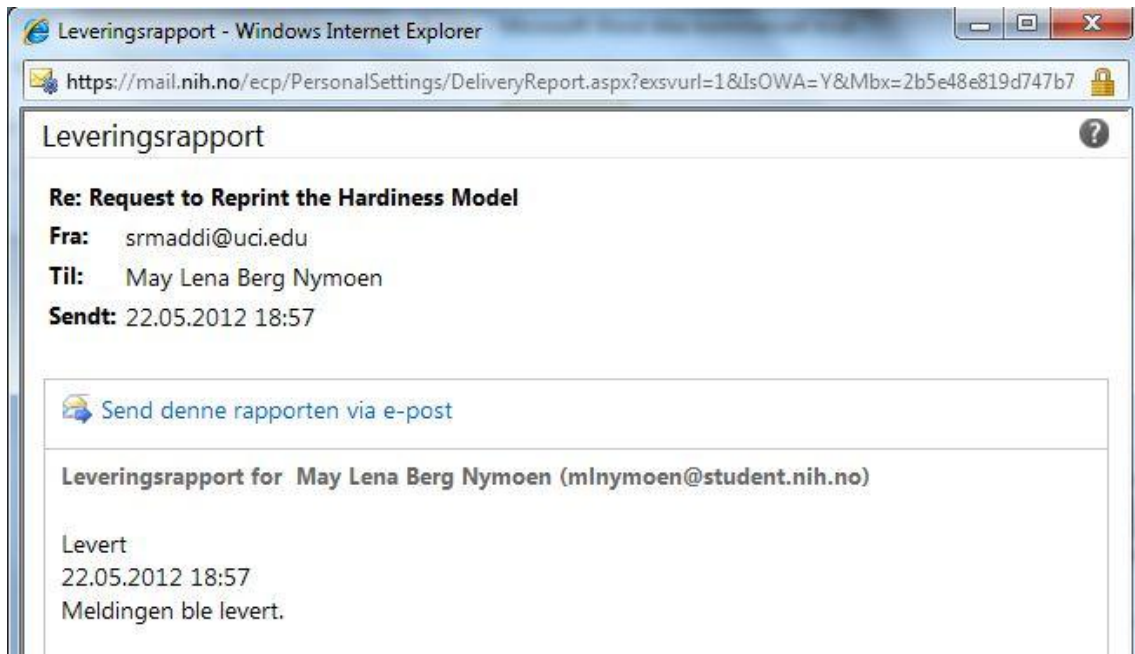 Leveringsrapport - Windows Internet Explorer
https://mail.nih.no/ecp/PersonalSettings/DeliveryReport.aspx?exsvurl=1&IsOWA=Y&Mbx=2b5e48e819d747b7
Leveringsrapport
Re: Request to Reprint the Hardiness Model
Fra: srmaddi@uci.edu
Til: May Lena Berg Nymoen
Sendt: 22.05.2012 18:57
Send denne rapporten via e-post
Leveringsrapport for May Lena Berg Nymoen (mlnymoen@student.nih.no)
Levert
22.05.2012 18:57
Meldingen ble levert.